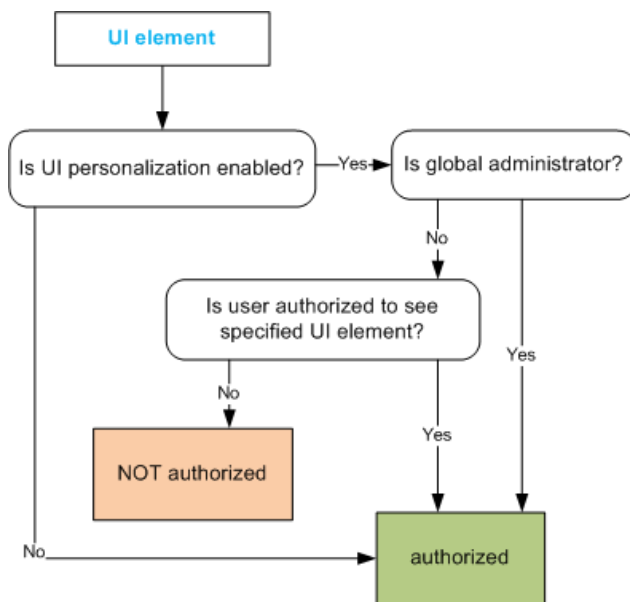 UI element
Is UI personalization enabled?
Yes
Is global administrator?
No
Is user authorized to see
specified UI element?
Yes
No
Yes
NOT authorized
No
authorized